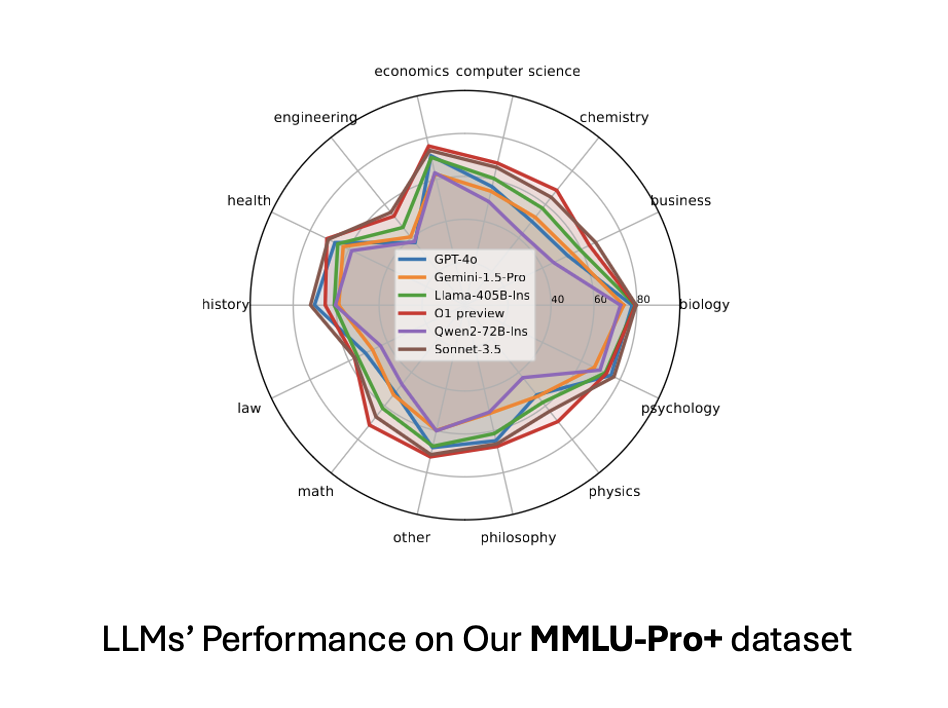 economics computer science
engineering chemistry
health business
GPT-4o
Gemini-1.5-Pro
Llama-405B-Ins
O1 preview
Qwen2-72B-Ins
Sonnet-3.5
40 60 80
history biology
law psychology
math physics
other philosophy
LLMs’ Performance on Our MMLU-Pro+ dataset